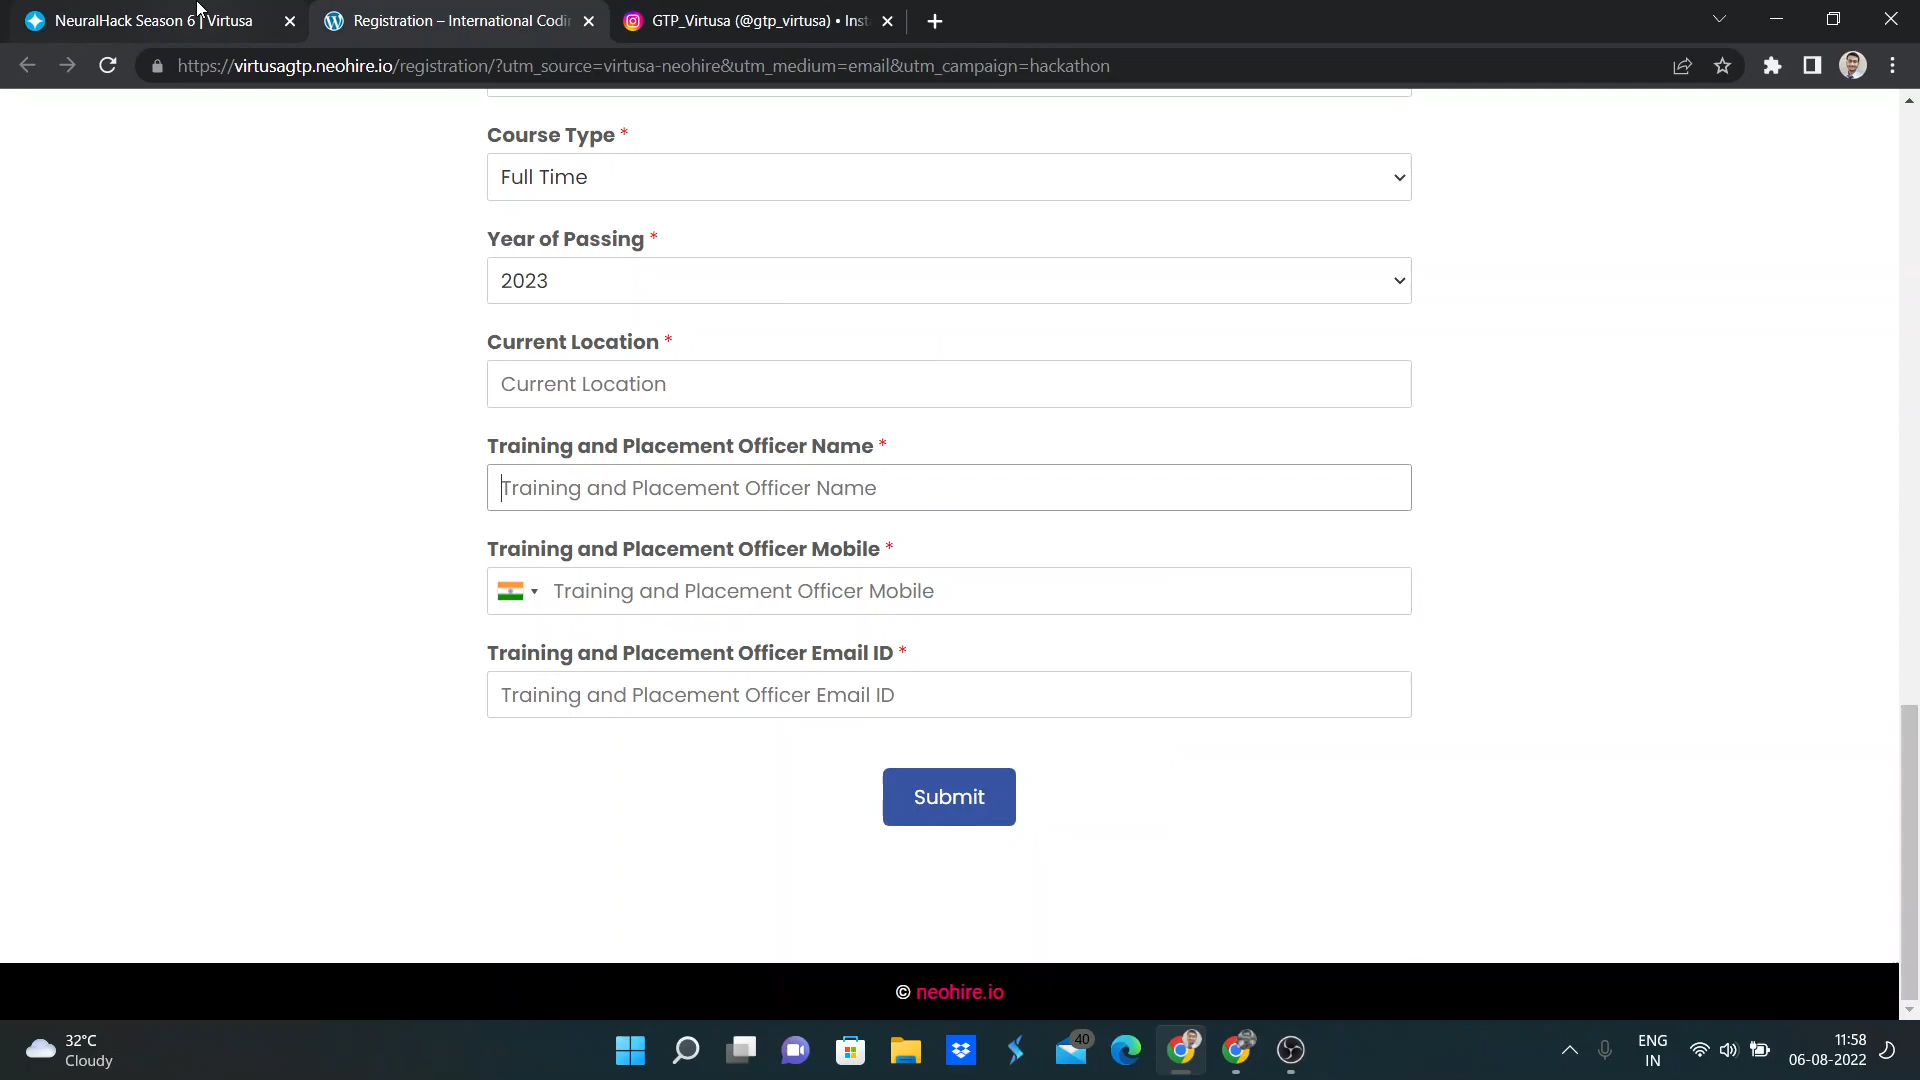 NeuralHack Season 6 | Virtusa
Registration – International Codi
GTP_Virtusa (@gtp_virtusa) • Inst
https://virtusagtp.neohire.io/registration/?utm_source=virtusa-neohire&utm_medium=email&utm_campaign=hackathon
Course Type *
Full Time
Year of Passing *
2023
Current Location *
Current Location
Training and Placement Officer Name *
Training and Placement Officer Name
Training and Placement Officer Mobile *
Training and Placement Officer Mobile
Training and Placement Officer Email ID *
Training and Placement Officer Email ID
Submit
© neohire.io
32°C
Cloudy
40
ENG
IN
11:58
06-08-2022